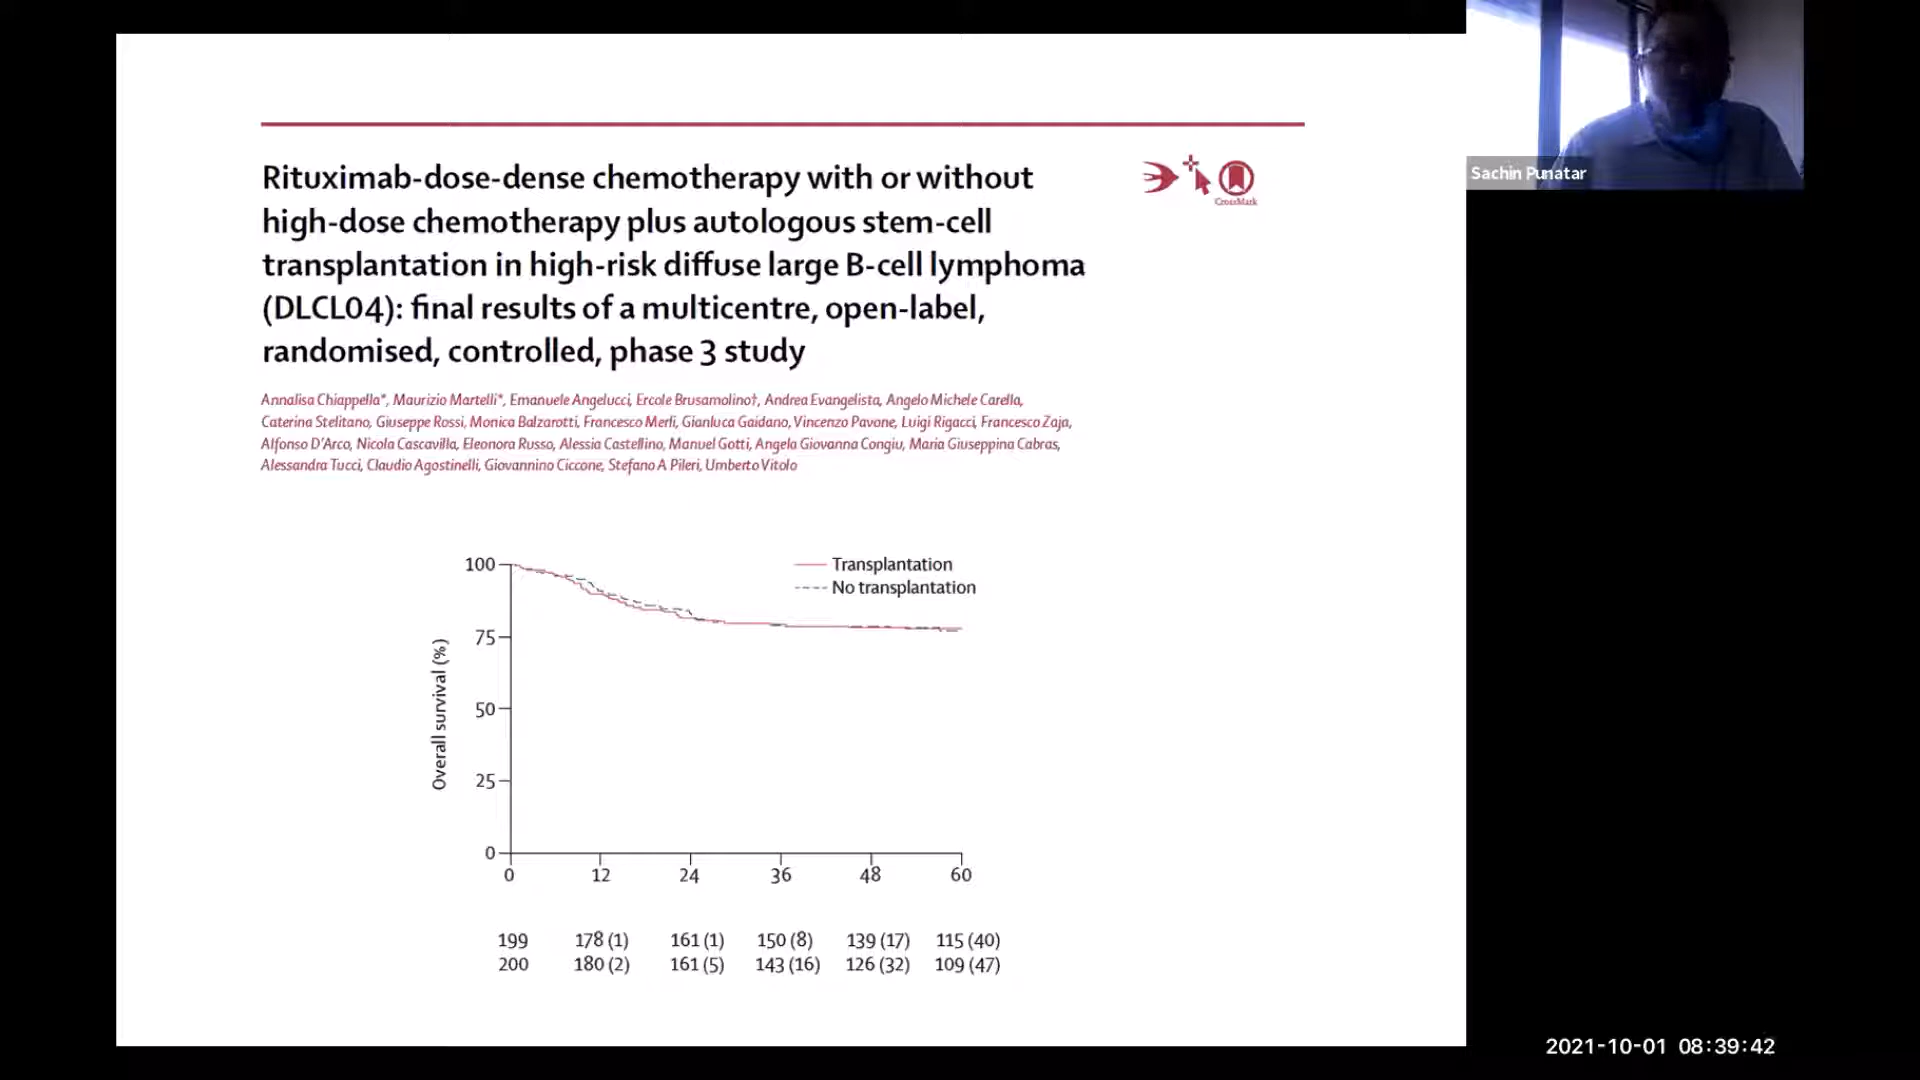 Sachin Punatar
Rituximab-dose-dense chemotherapy with or without
high-dose chemotherapy plus autologous stem-cell
transplantation in high-risk diffuse large B-cell lymphoma
(DLCL04): final results of a multicentre, open-label,
randomised, controlled, phase 3 study
CrossMark
Annalisa Chiappella*, Maurizio Martelli*, Emanuele Angelucci, Ercole Brusamolino†, Andrea Evangelista, Angelo Michele Carella,
Caterina Stelitano, Giuseppe Rossi, Monica Balzarotti, Francesco Merli, Gianluca Gaidano, Vincenzo Pavone, Luigi Rigacci, Francesco Zaja,
Alfonso D'Arco, Nicola Cascavilla, Eleonora Russo, Alessia Castellino, Manuel Gotti, Angela Giovanna Congiu, Maria Giuseppina Cabras,
Alessandra Tucci, Claudio Agostinelli, Giovannino Ciccone, Stefano A Pileri, Umberto Vitolo
Transplantation
No transplantation
Overall survival (%)
100
75
50
25
0
0 12 24 36 48 60
199 178 (1) 161 (1) 150 (8) 139 (17) 115 (40)
200 180 (2) 161 (5) 143 (16) 126 (32) 109 (47)
2021-10-01 08:39:42